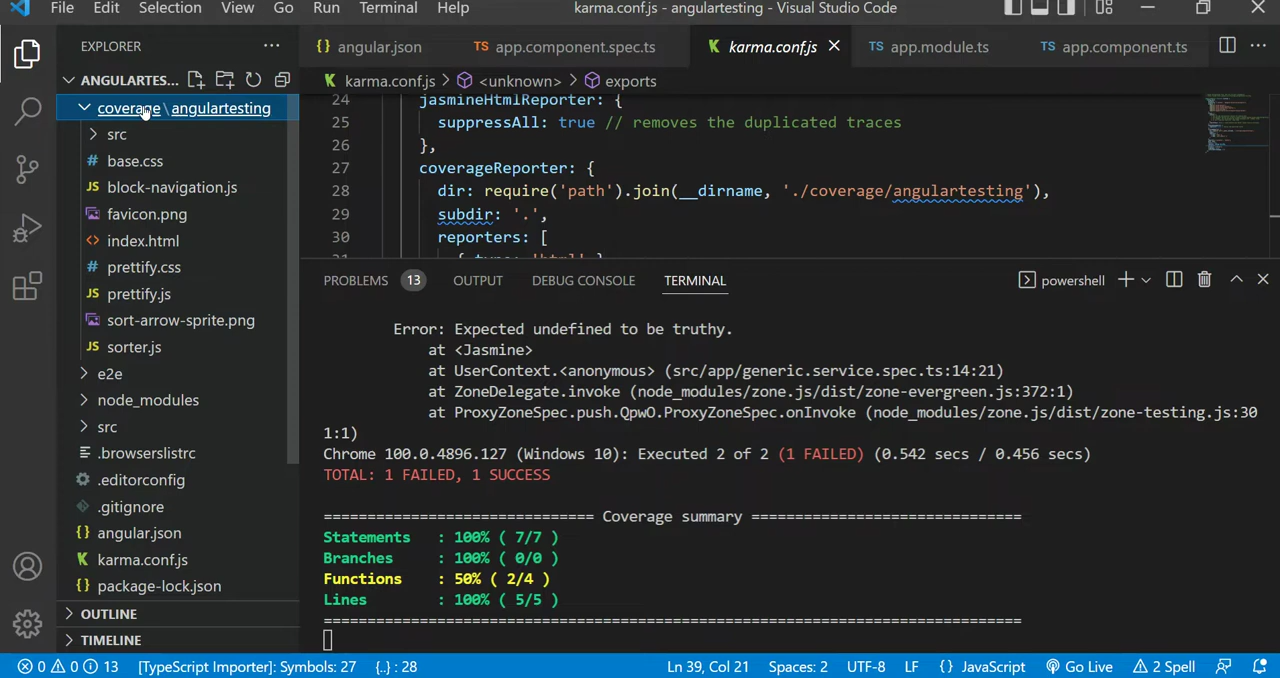 File Edit Selection View Go Run Terminal Help karma.conf.js - angulartesting - Visual Studio Code
EXPLORER
ANGULARTES...
coverage \ angulartesting
src
# base.css
JS block-navigation.js
favicon.png
<> index.html
# prettify.css
JS prettify.js
sort-arrow-sprite.png
JS sorter.js
e2e
node_modules
src
.browserslistrc
.editorconfig
.gitignore
{} angular.json
karma.conf.js
{} package-lock.json
OUTLINE
TIMELINE
{} angular.json TS app.component.spec.ts karma.conf.js TS app.module.ts TS app.component.ts
karma.conf.js > <unknown> > exports
24 jasmineHtmlReporter: {
25 suppressAll: true // removes the duplicated traces
26 },
27 coverageReporter: {
28 dir: require('path').join(__dirname, './coverage/angulartesting'),
29 subdir: '.',
30 reporters: [
31 { type: 'html' },
PROBLEMS 13 OUTPUT DEBUG CONSOLE TERMINAL powershell
Error: Expected undefined to be truthy.
at <Jasmine>
at UserContext.<anonymous> (src/app/generic.service.spec.ts:14:21)
at ZoneDelegate.invoke (node_modules/zone.js/dist/zone-evergreen.js:372:1)
at ProxyZoneSpec.push.QpwO.ProxyZoneSpec.onInvoke (node_modules/zone.js/dist/zone-testing.js:30
1:1)
Chrome 100.0.4896.127 (Windows 10): Executed 2 of 2 (1 FAILED) (0.542 secs / 0.456 secs)
TOTAL: 1 FAILED, 1 SUCCESS
============================= Coverage summary ===============================
Statements : 100% ( 7/7 )
Branches : 100% ( 0/0 )
Functions : 50% ( 2/4 )
Lines : 100% ( 5/5 )
================================================================================
0 0 13 [TypeScript Importer]: Symbols: 27 {..} : 28 Ln 39, Col 21 Spaces: 2 UTF-8 LF {} JavaScript Go Live 2 Spell